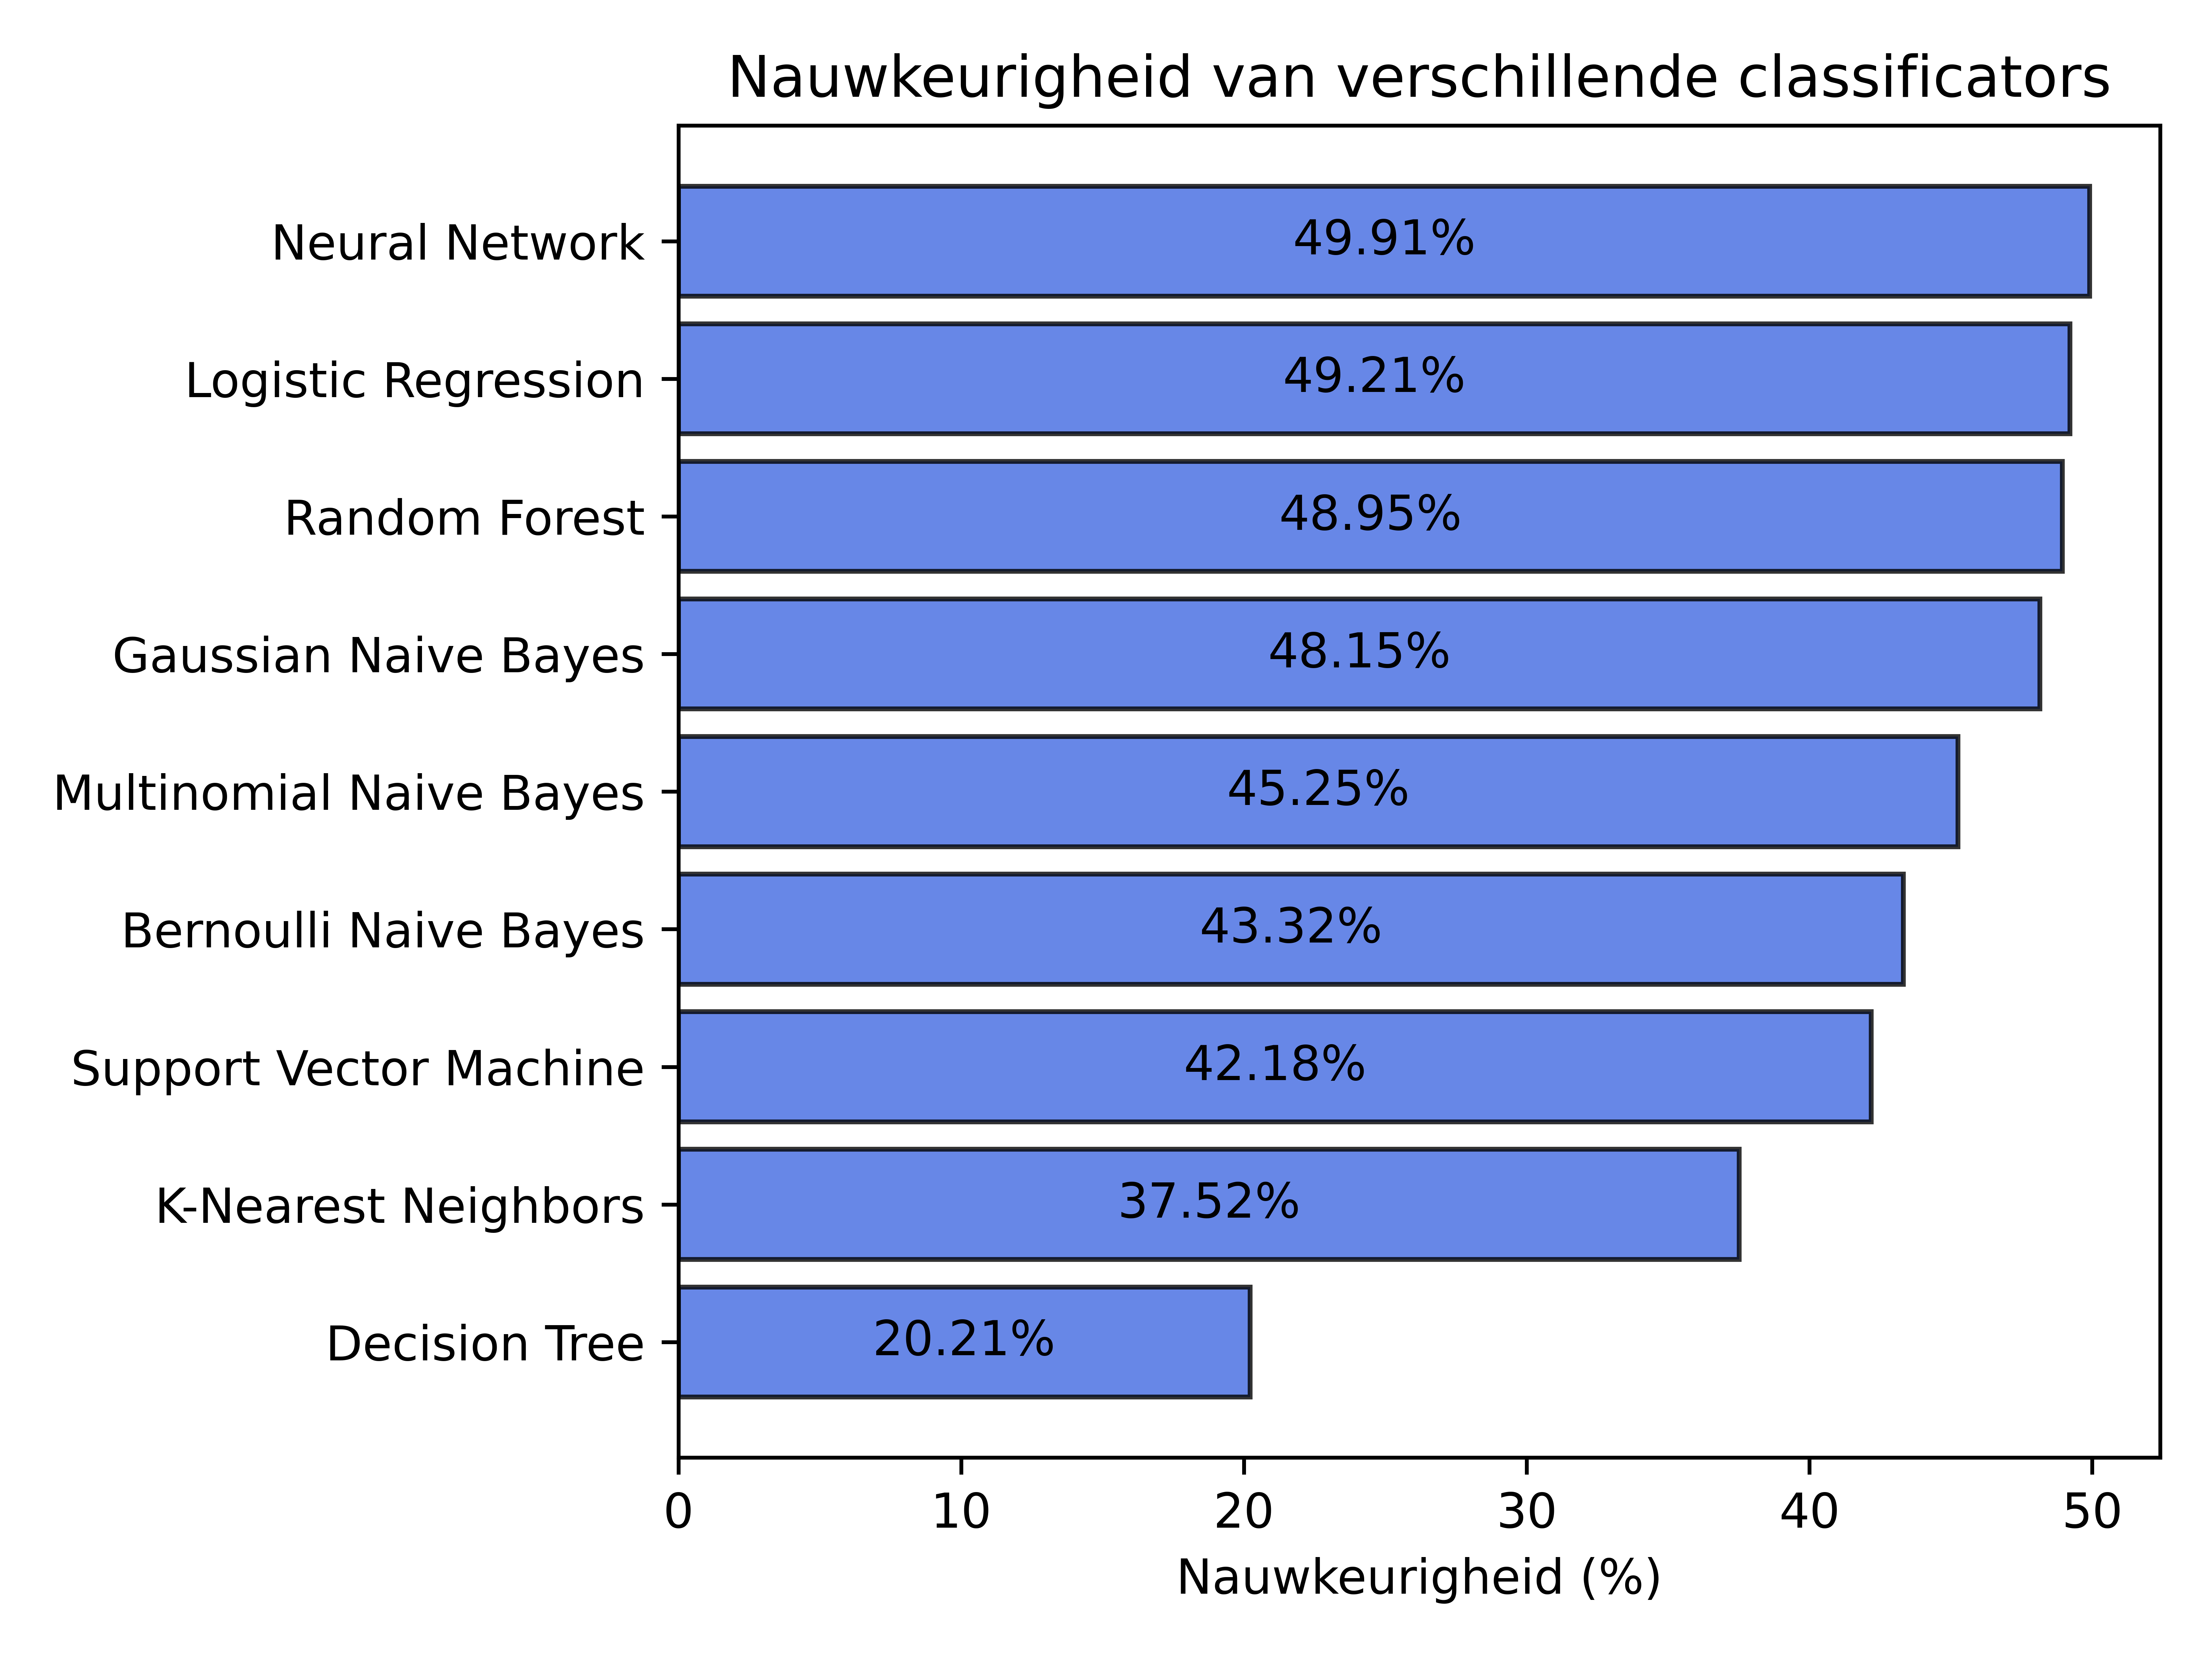 Nauwkeurigheid van verschillende classificators
Neural Network 49.91%
Logistic Regression 49.21%
Random Forest 48.95%
Gaussian Naive Bayes 48.15%
Multinomial Naive Bayes 45.25%
Bernoulli Naive Bayes 43.32%
Support Vector Machine 42.18%
K-Nearest Neighbors 37.52%
Decision Tree 20.21%
0 10 20 30 40 50
Nauwkeurigheid (%)